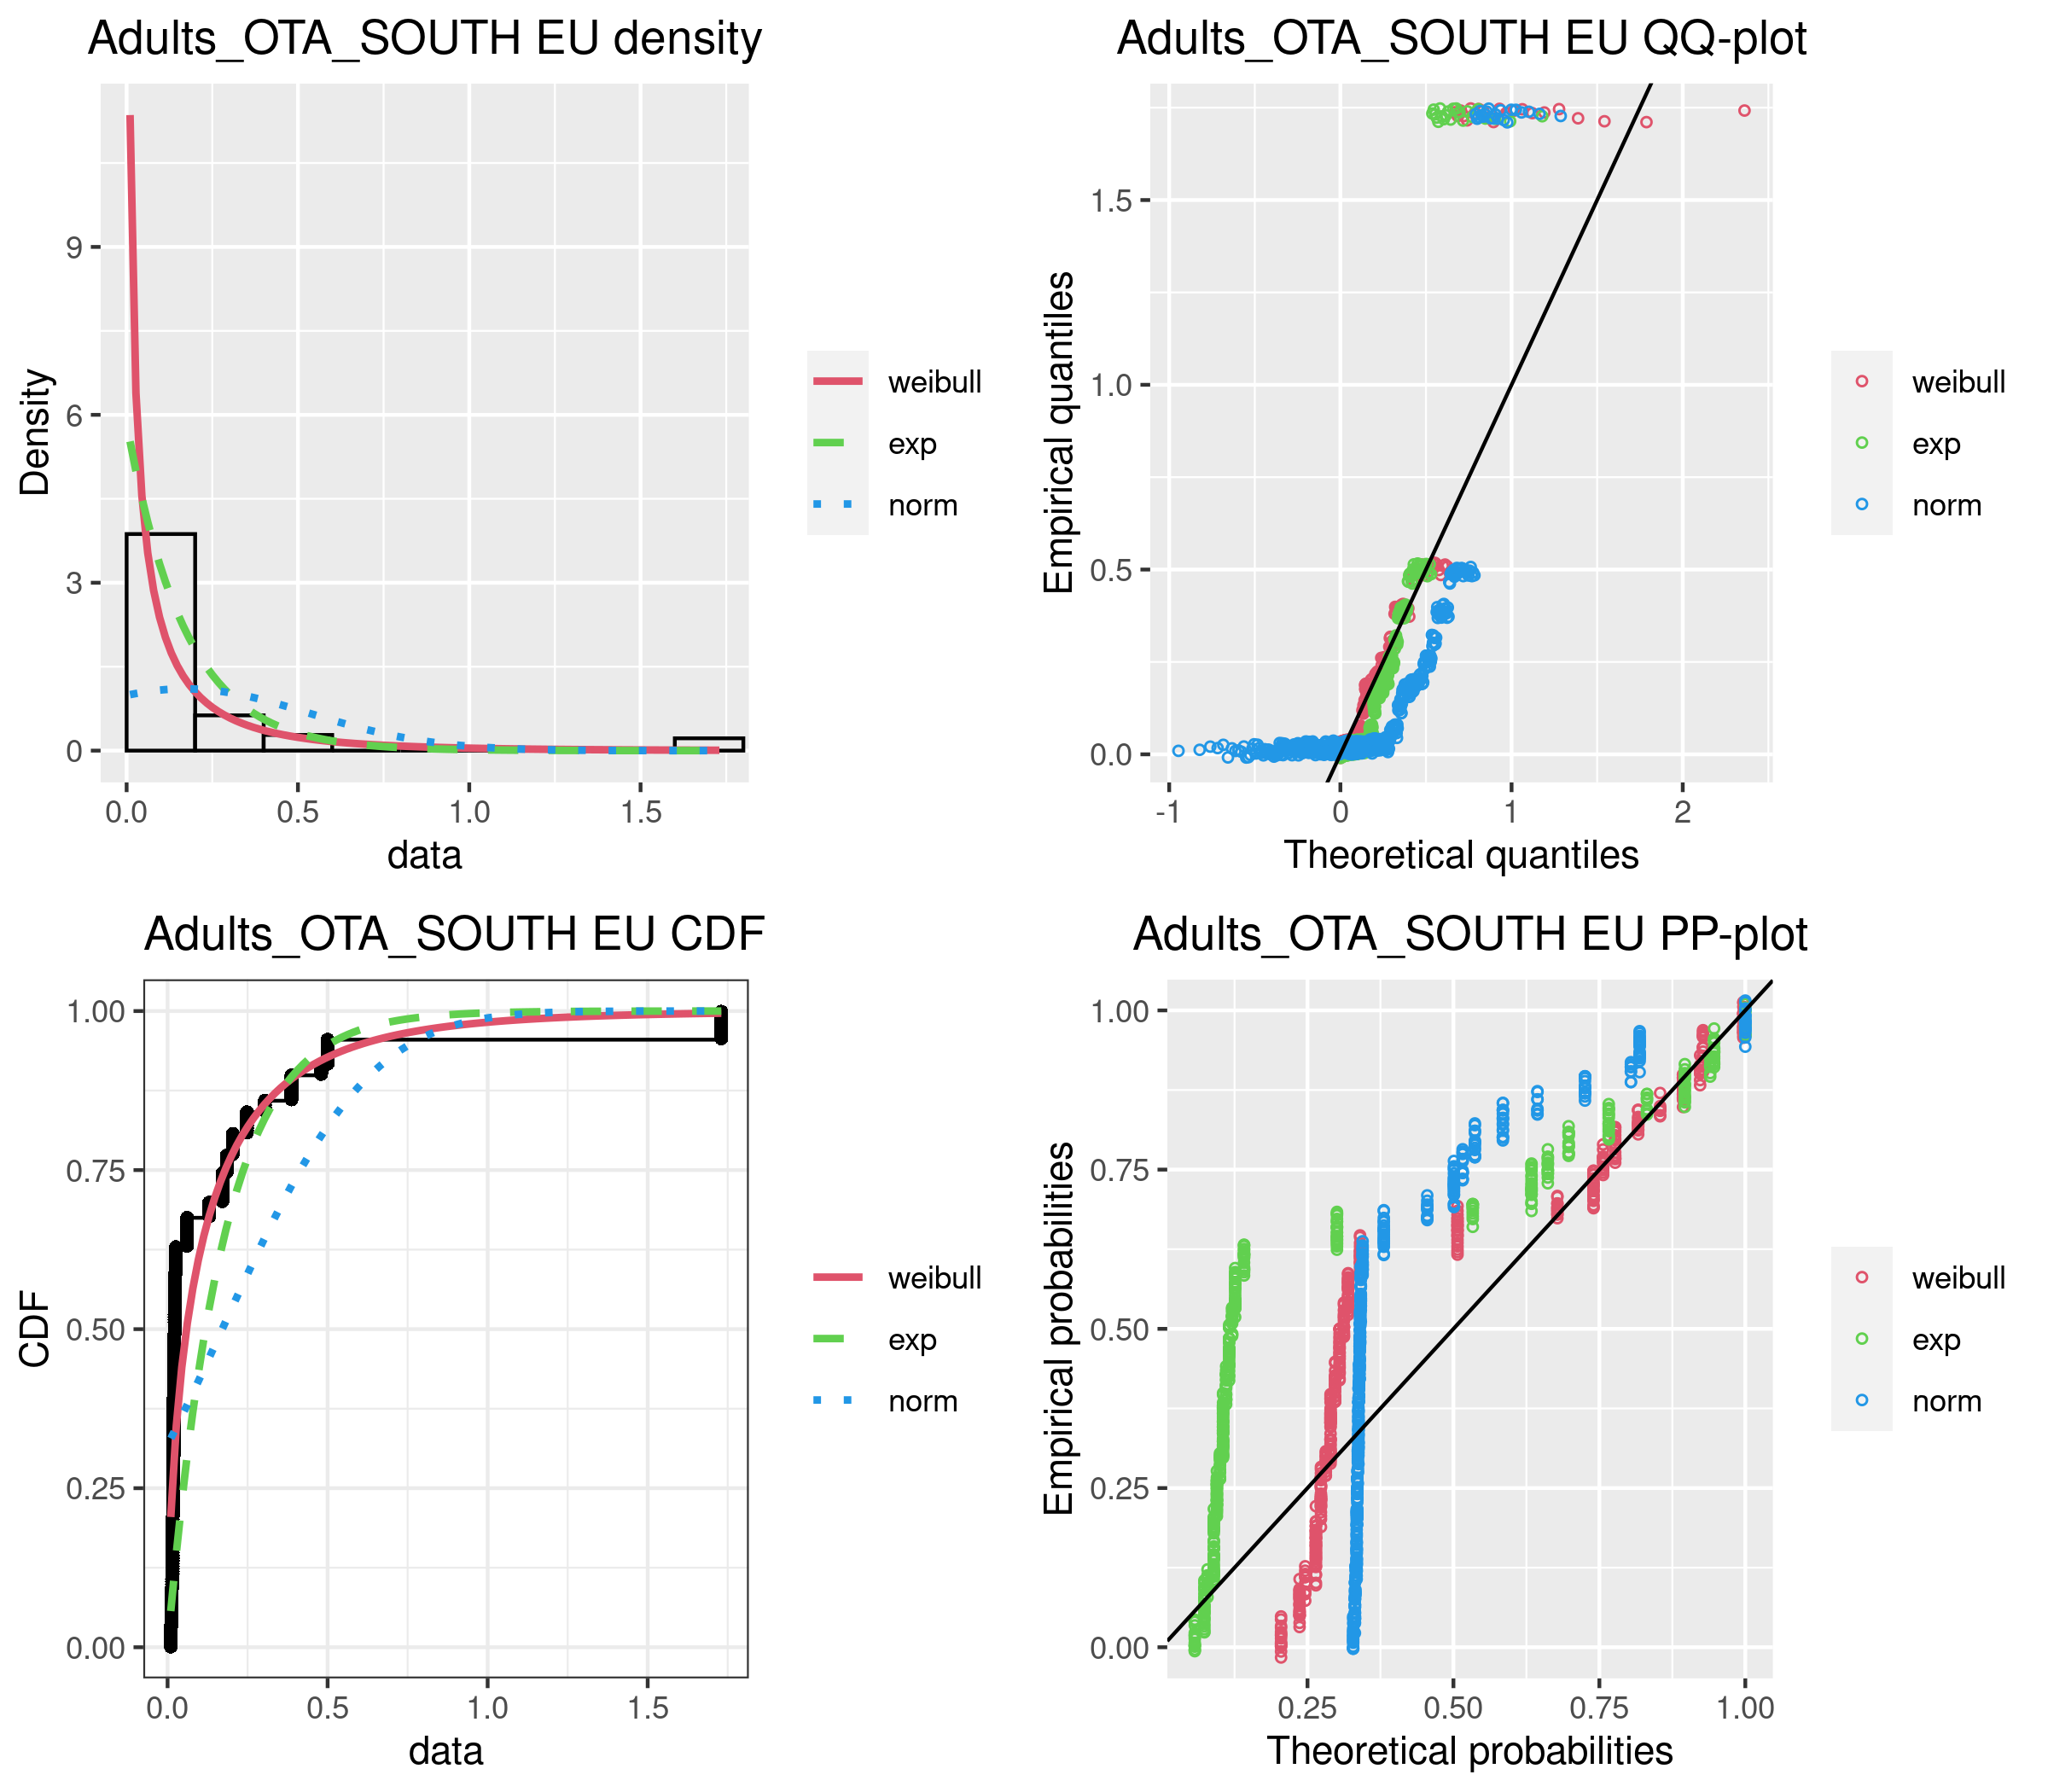 Adults_OTA_SOUTH EU density
9
6
3
0
Density
0.0 0.5 1.0 1.5
data
weibull
exp
norm
Adults_OTA_SOUTH EU QQ-plot
1.5
1.0
0.5
0.0
Empirical quantiles
-1 0 1 2
Theoretical quantiles
weibull
exp
norm
Adults_OTA_SOUTH EU CDF
1.00
0.75
0.50
0.25
0.00
CDF
0.0 0.5 1.0 1.5
data
weibull
exp
norm
Adults_OTA_SOUTH EU PP-plot
1.00
0.75
0.50
0.25
0.00
Empirical probabilities
0.25 0.50 0.75 1.00
Theoretical probabilities
weibull
exp
norm